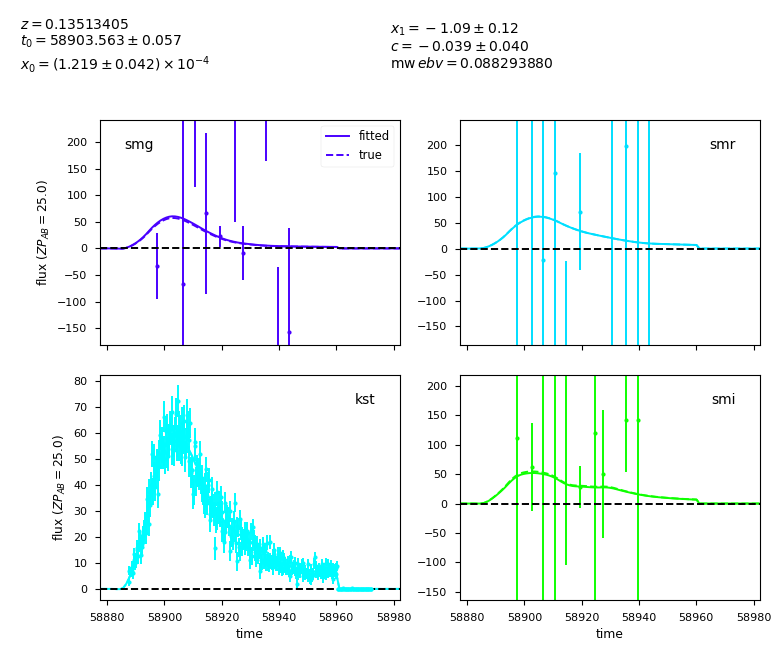 z = 0.13513405
t₀ = 58903.563 ± 0.057
x₀ = (1.219 ± 0.042) × 10⁻⁴
x₁ = −1.09 ± 0.12
c = −0.039 ± 0.040
mw ebv = 0.088293880
smg
fitted
true
200
150
100
50
0
−50
−100
−150
flux (ZP_AB = 25.0)
smr
200
150
100
50
0
−50
−100
−150
kst
80
70
60
50
40
30
20
10
0
flux (ZP_AB = 25.0)
58880 58900 58920 58940 58960 58980
time
smi
200
150
100
50
0
−50
−100
−150
58880 58900 58920 58940 58960 58980
time